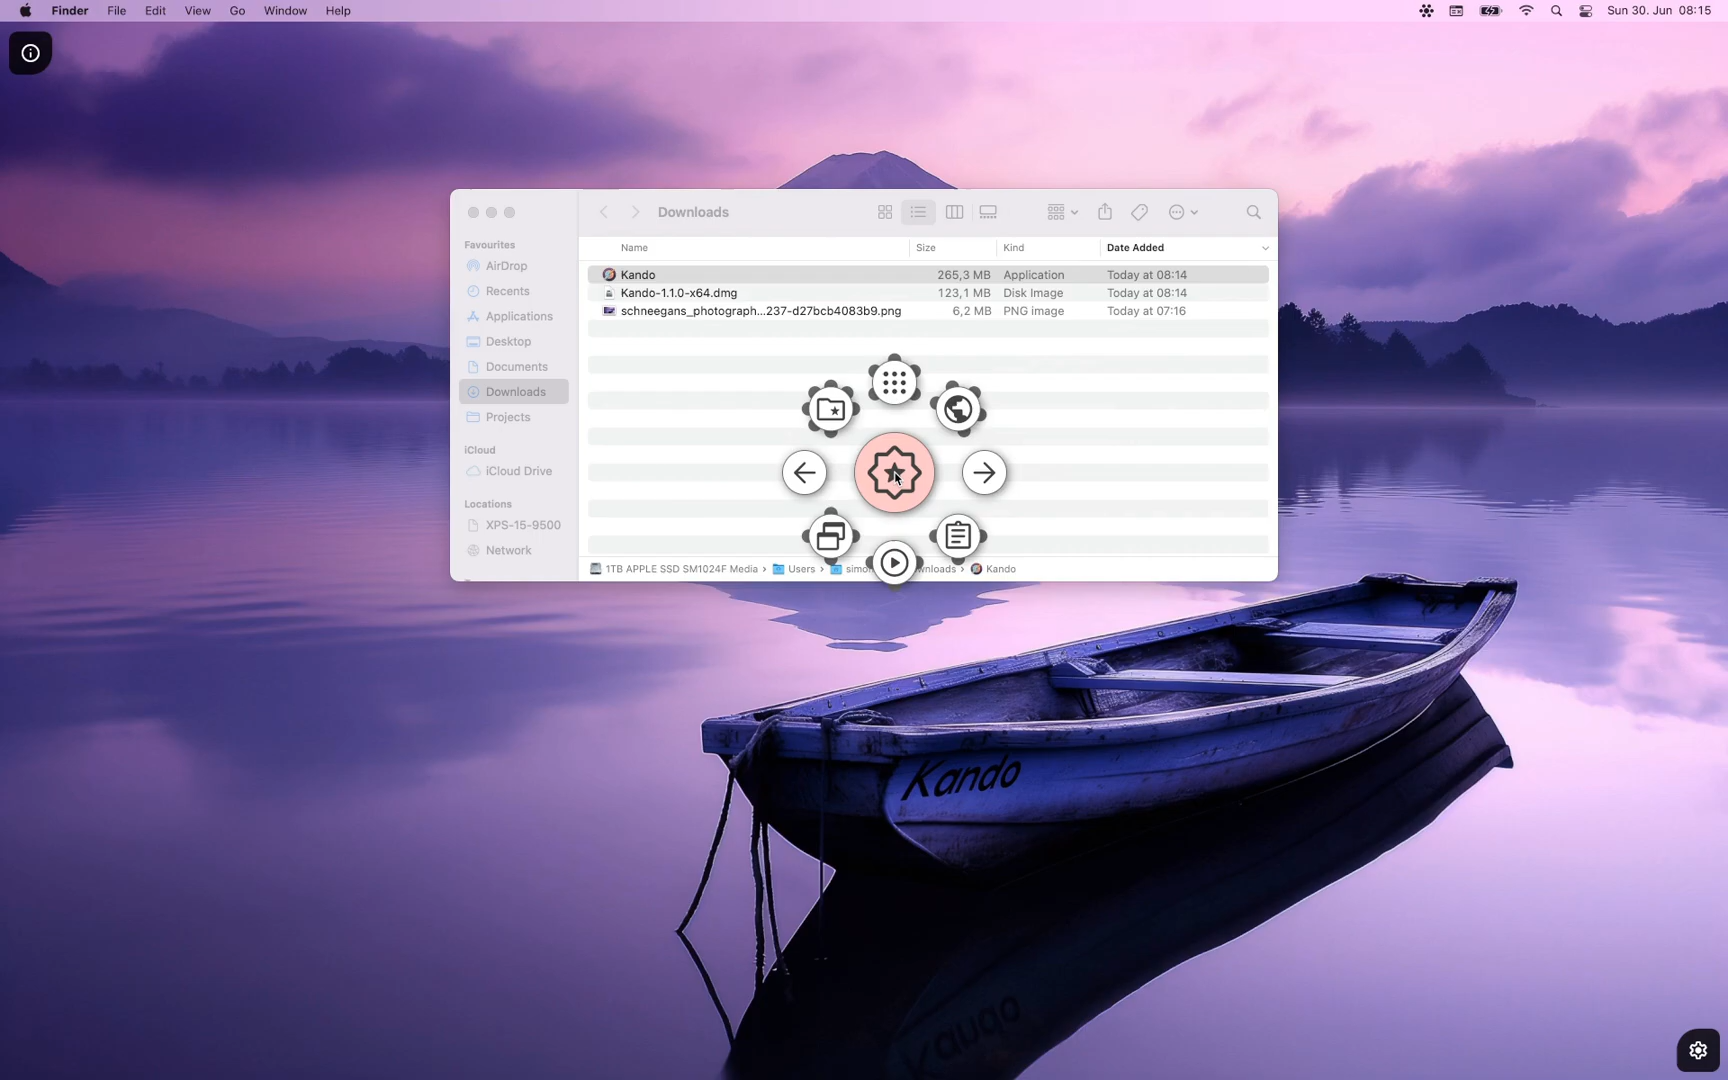 Finder File Edit View Go Window Help Sun 30. Jun 08:15
Downloads
Favourites
AirDrop
Recents
Applications
Desktop
Documents
Downloads
Projects
iCloud
iCloud Drive
Locations
XPS-15-9500
Network
Name Size Kind Date Added
Kando 265,3 MB Application Today at 08:14
Kando-1.1.0-x64.dmg 123,1 MB Disk Image Today at 08:14
schneegans_photograph...237-d27bcb4083b9.png 6,2 MB PNG image Today at 07:16
1TB APPLE SSD SM1024F Media › Users › › Kando
Kando
Kando